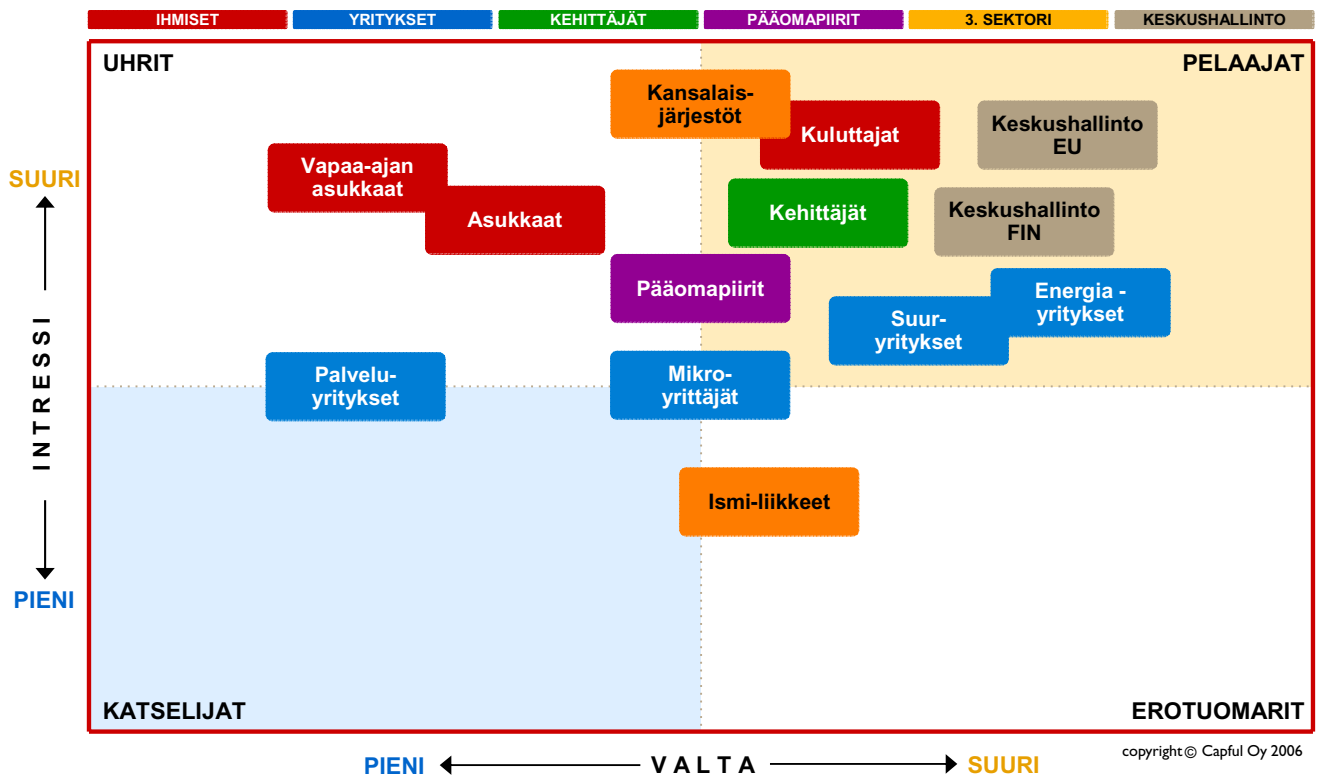 IHMISET
YRITYKSET
KEHITTÄJÄT
PÄÄOMAPIIRIT
3. SEKTORI
KESKUSHALLINTO
UHRIT
PELAAJAT
Kansalais-
järjestöt
Kuluttajat
Keskushallinto
EU
Vapaa-ajan
asukkaat
Asukkaat
Kehittäjät
Keskushallinto
FIN
Pääomapiirit
Energia -
yritykset
Suur-
yritykset
Palvelu-
yritykset
Mikro-
yrittäjät
Ismi-liikkeet
SUURI
INTRESSI
PIENI
KATSELIJAT
EROTUOMARIT
PIENI
VALTA
SUURI
copyright © Capful Oy 2006